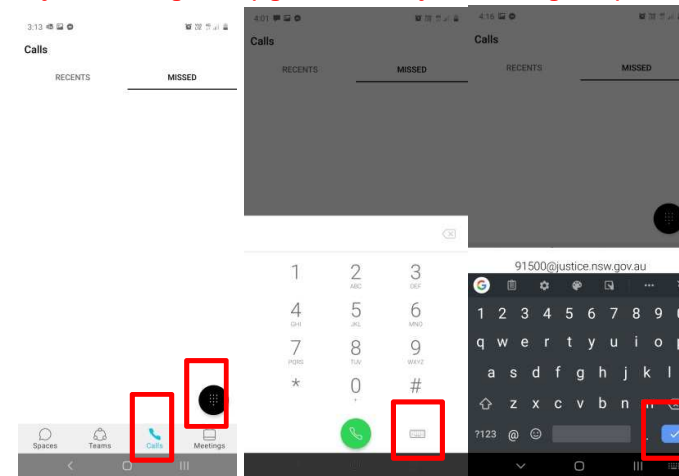 3:13
Calls
RECENTS MISSED
Spaces Teams Calls Meetings
4:01
Calls
RECENTS MISSED
1 2 3
ABC DEF
4 5 6
GHI JKL MNO
7 8 9
PQRS TUV WXYZ
* 0 #
+
4:16
Calls
RECENTS MISSED
91500@justice.nsw.gov.au
1 2 3 4 5 6 7 8 9
q w e r t y u i o
a s d f g h j k l
z x c v b n m
?123 @ .